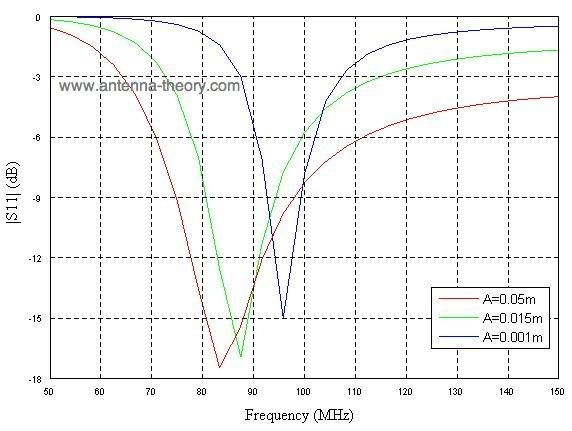 0
-3
www.antenna-theory.com
-6
|S11| (dB)
-9
-12
-15
-18
A=0.05m
A=0.015m
A=0.001m
50 60 70 80 90 100 110 120 130 140 150
Frequency (MHz)